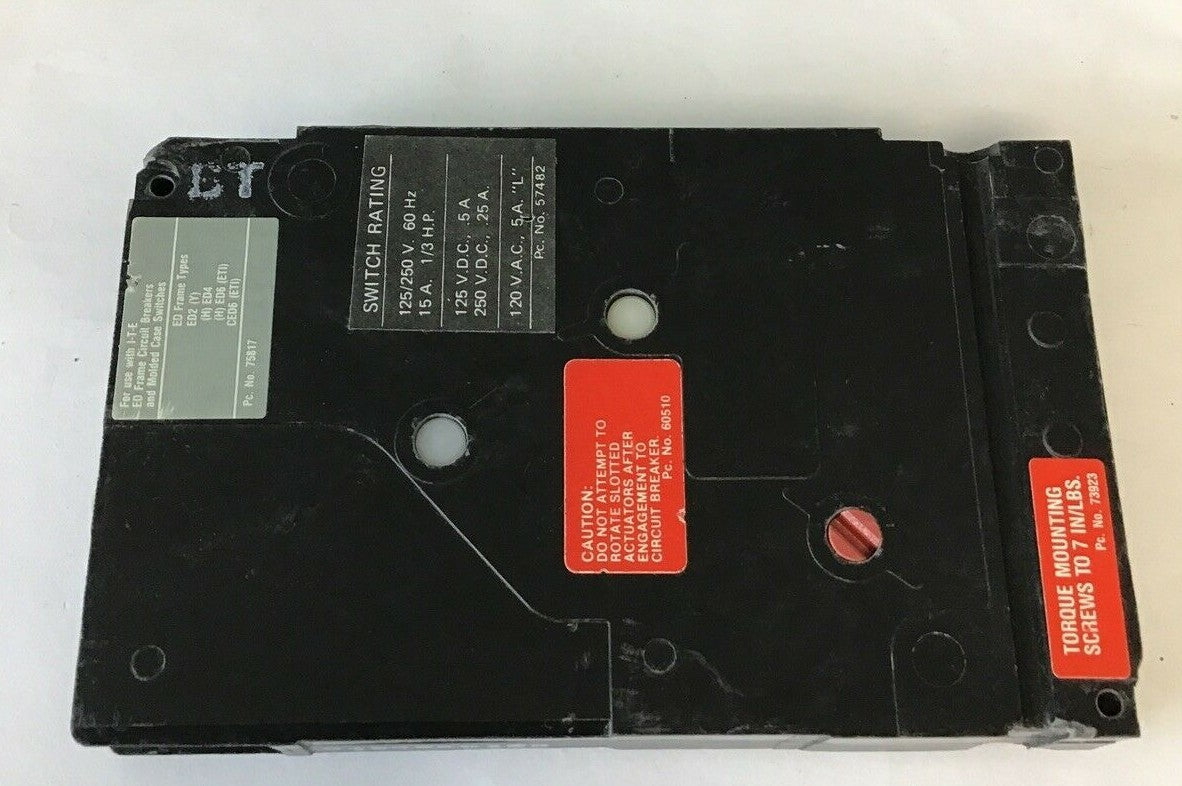 For use with I-T-E
ED Frame Circuit Breakers
and Molded Case Switches
ED Frame Types
ED2 (Y)
(H) ED4
(H) ED6 (ETI)
CED6 (ETI)
Pc. No. 75817
SWITCH RATING
125/250 V. 60 Hz
15 A. 1/3 H.P.
125 V.D.C., .5 A
250 V.D.C., .25 A.
120 V.A.C., 5 A. "L"
Pc. No. 57482
CAUTION:
DO NOT ATTEMPT TO
ROTATE SLOTTED
ACTUATORS AFTER
ENGAGEMENT TO
CIRCUIT BREAKER
Pc. No. 60510
TORQUE MOUNTING
SCREWS TO 7 IN/LBS.
Pc. No. 73923